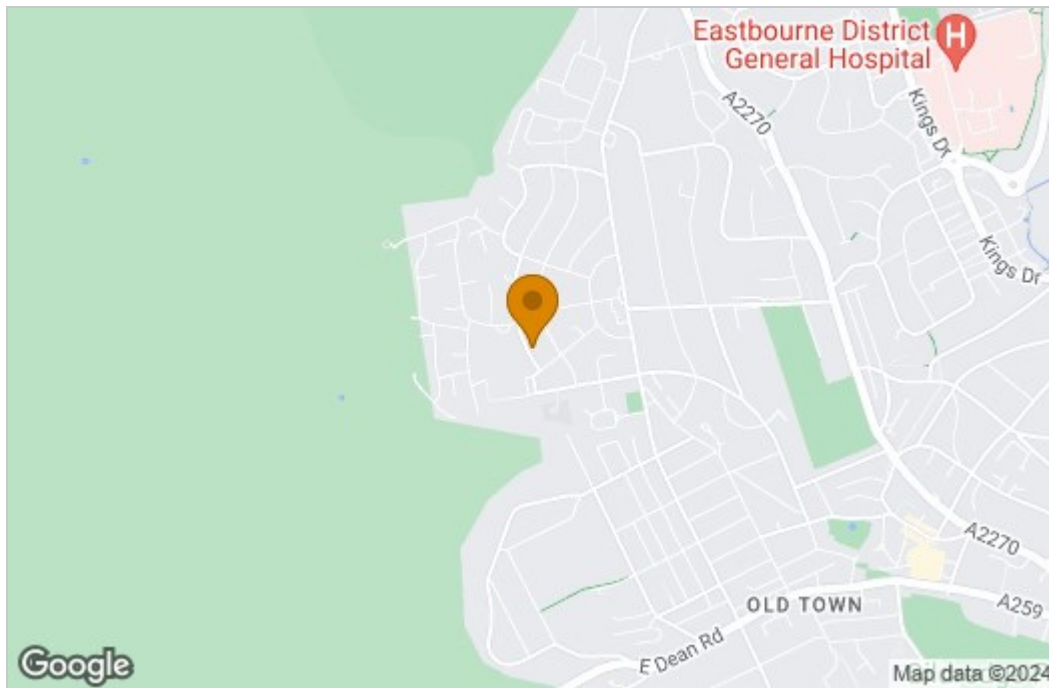 Eastbourne District
General Hospital
H
A2270
Kings Dr
Kings Dr
A2270
OLD TOWN
A259
E Dean Rd
Google
Map data ©2024